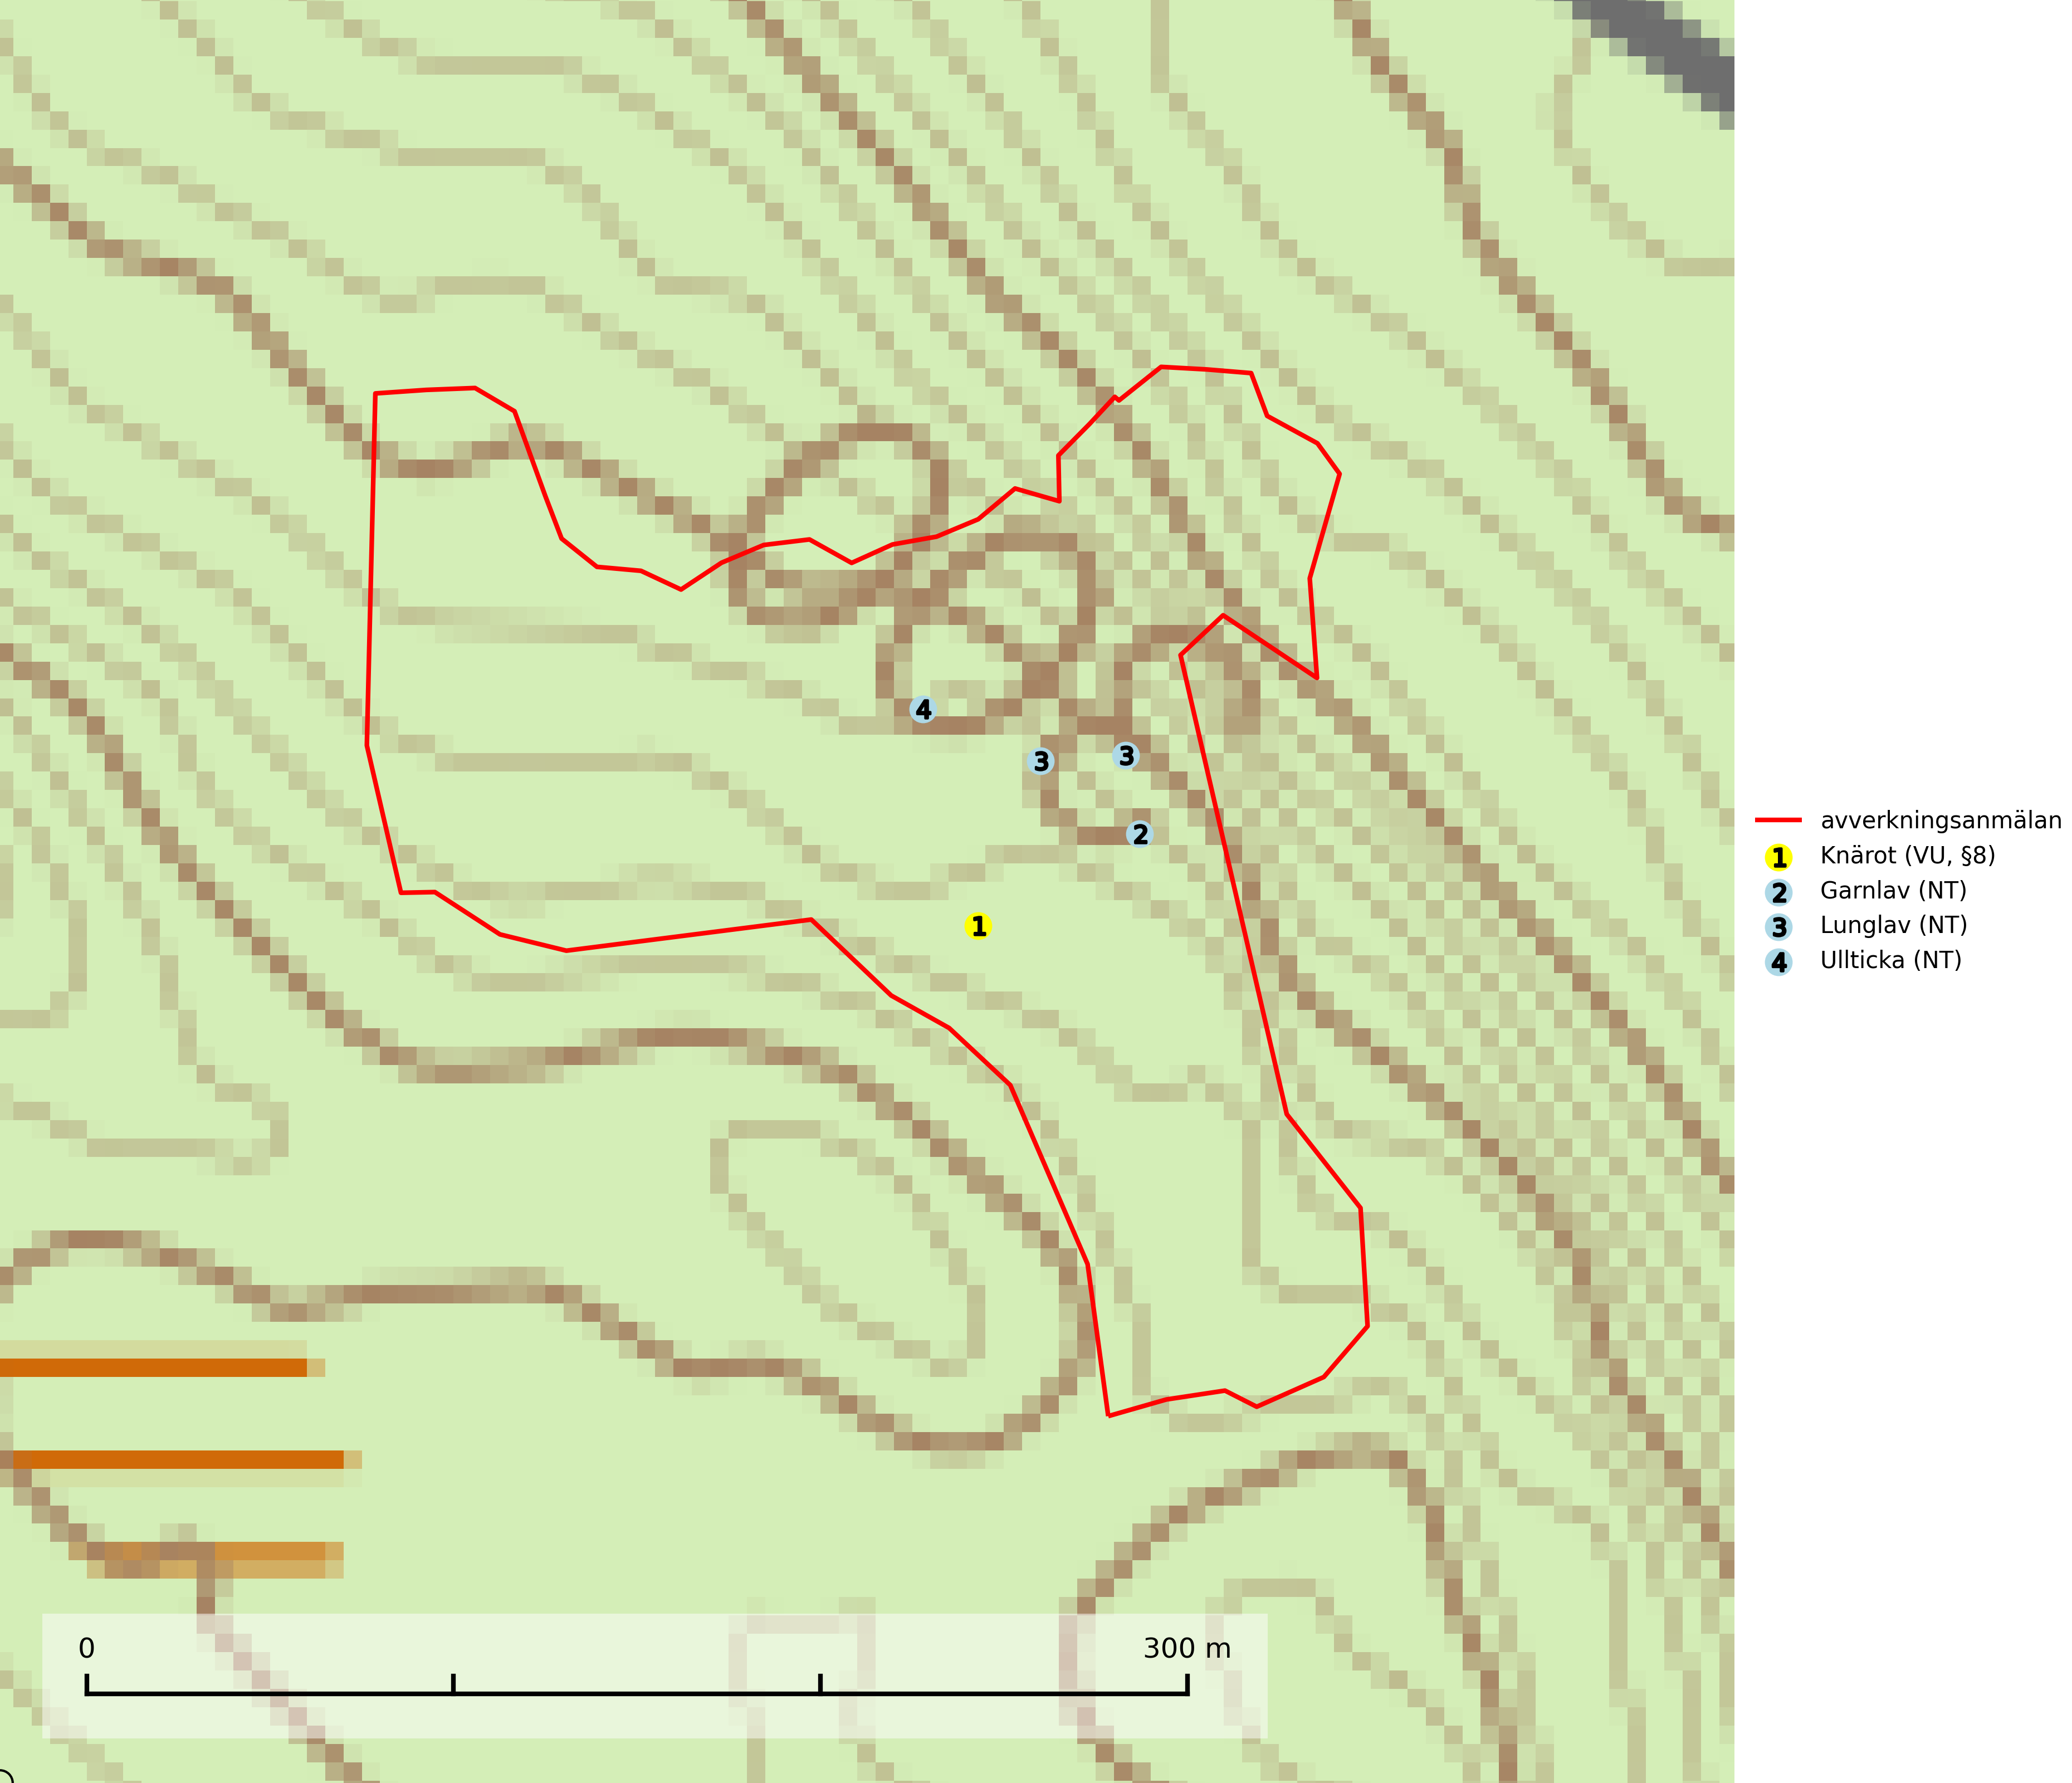 4
3
3
2
1
avverkningsanmälan
1 Knärot (VU, §8)
2 Garnlav (NT)
3 Lunglav (NT)
4 Ullticka (NT)
0 300 m